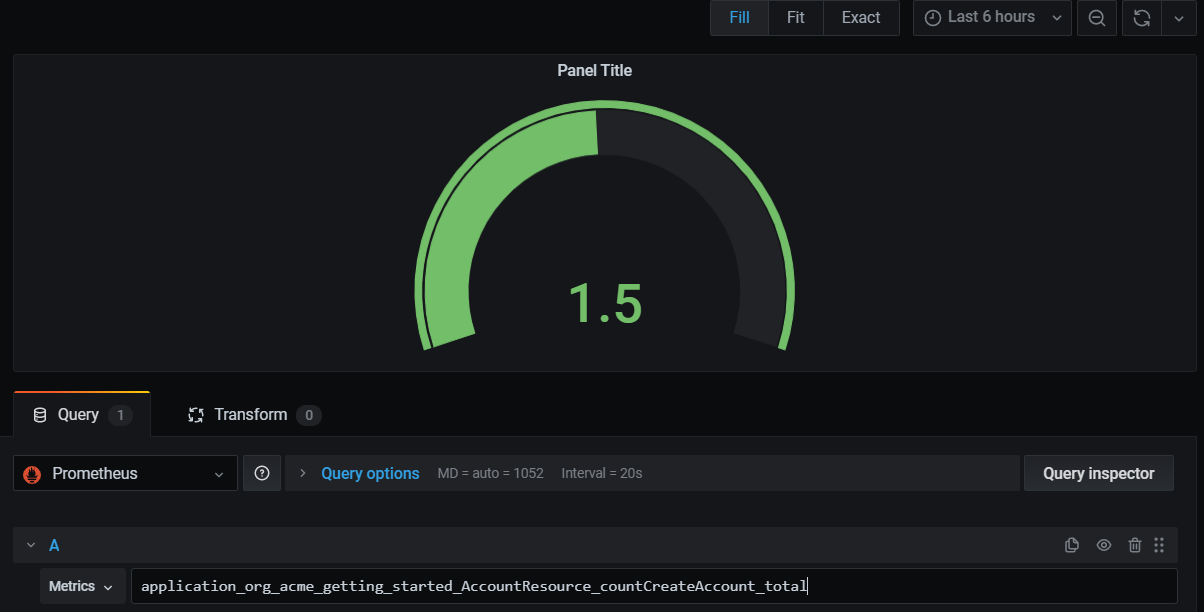 Fill Fit Exact Last 6 hours
Panel Title
1.5
Query 1 Transform 0
Prometheus Query options MD = auto = 1052 Interval = 20s Query inspector
A
Metrics application_org_acme_getting_started_AccountResource_countCreateAccount_total